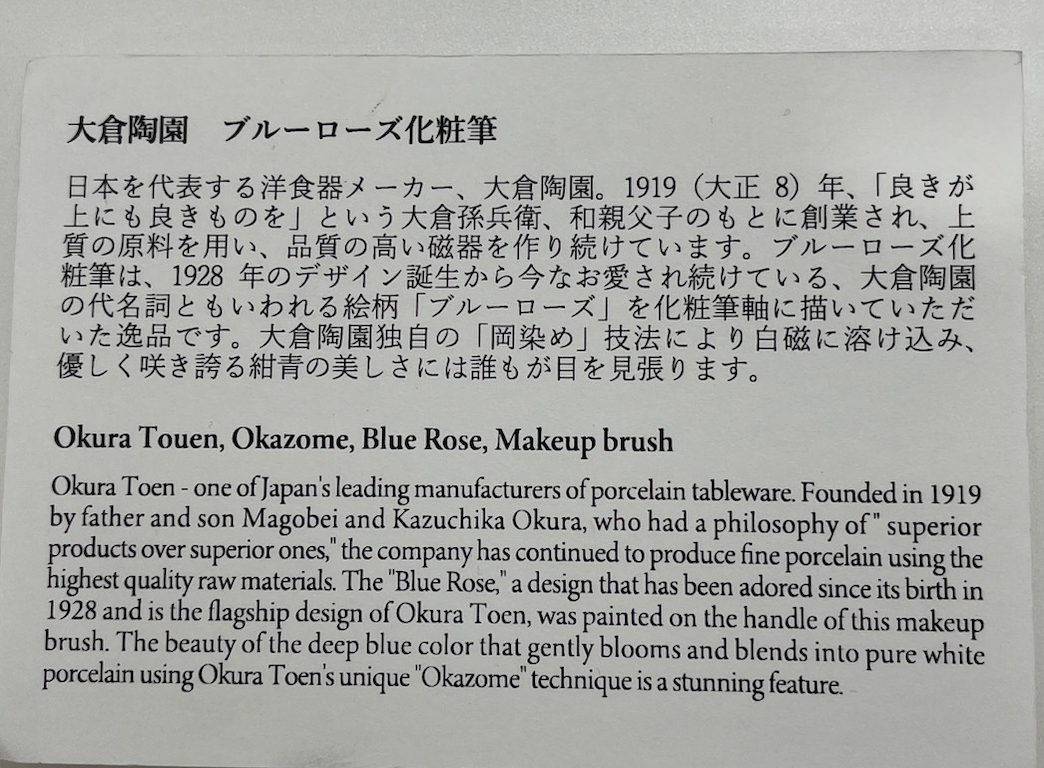 大倉陶園　ブルーローズ化粧筆
日本を代表する洋食器メーカー、大倉陶園。1919（大正 8）年、「良きが
上にも良きものを」という大倉孫兵衛、和親父子のもとに創業され、上
質の原料を用い、品質の高い磁器を作り続けています。ブルーローズ化
粧筆は、1928 年のデザイン誕生から今なお愛され続けている、大倉陶園
の代名詞ともいわれる絵柄「ブルーローズ」を化粧筆軸に描いていただ
いた逸品です。大倉陶園独自の「岡染め」技法により白磁に溶け込み、
優しく咲き誇る紺青の美しさには誰もが目を見張ります。
Okura Touen, Okazome, Blue Rose, Makeup brush
Okura Toen - one of Japan's leading manufacturers of porcelain tableware. Founded in 1919
by father and son Magobei and Kazuchika Okura, who had a philosophy of " superior
products over superior ones," the company has continued to produce fine porcelain using the
highest quality raw materials. The "Blue Rose," a design that has been adored since its birth in
1928 and is the flagship design of Okura Toen, was painted on the handle of this makeup
brush. The beauty of the deep blue color that gently blooms and blends into pure white
porcelain using Okura Toen's unique "Okazome" technique is a stunning feature.